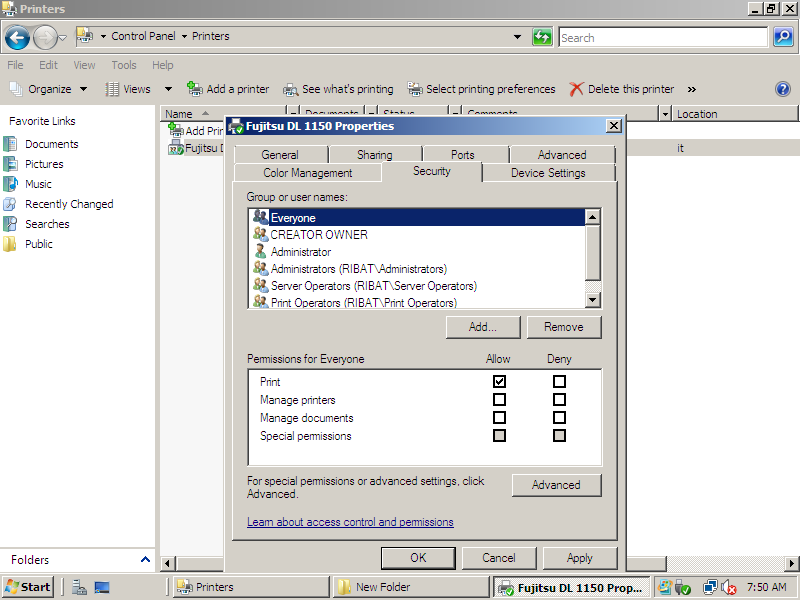 Printers
Control Panel Printers
Search
File Edit View Tools Help
Organize Views Add a printer See what's printing Select printing preferences Delete this printer »
Favorite Links
Documents
Pictures
Music
Recently Changed
Searches
Public
Folders
Name Documents Status Comments Location
Add Prin
Fujitsu D it
Fujitsu DL 1150 Properties
General Sharing Ports Advanced
Color Management Security Device Settings
Group or user names:
Everyone
CREATOR OWNER
Administrator
Administrators (RIBAT\Administrators)
Server Operators (RIBAT\Server Operators)
Print Operators (RIBAT\Print Operators)
Add... Remove
Permissions for Everyone Allow Deny
Print
Manage printers
Manage documents
Special permissions
For special permissions or advanced settings, click
Advanced.
Advanced
Learn about access control and permissions
OK Cancel Apply
Start Printers New Folder Fujitsu DL 1150 Prop... 7:50 AM